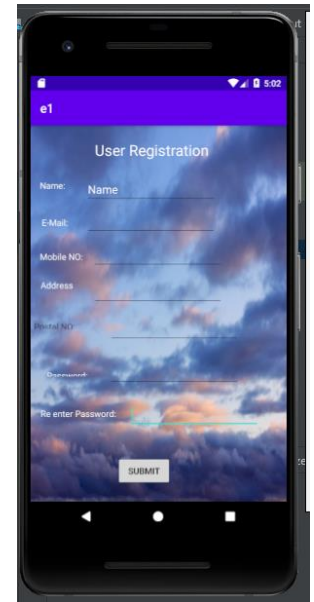 5:02
e1
User Registration
Name: Name
E-Mail:
Mobile NO:
Address
Postal NO
Password:
Re enter Password:
SUBMIT